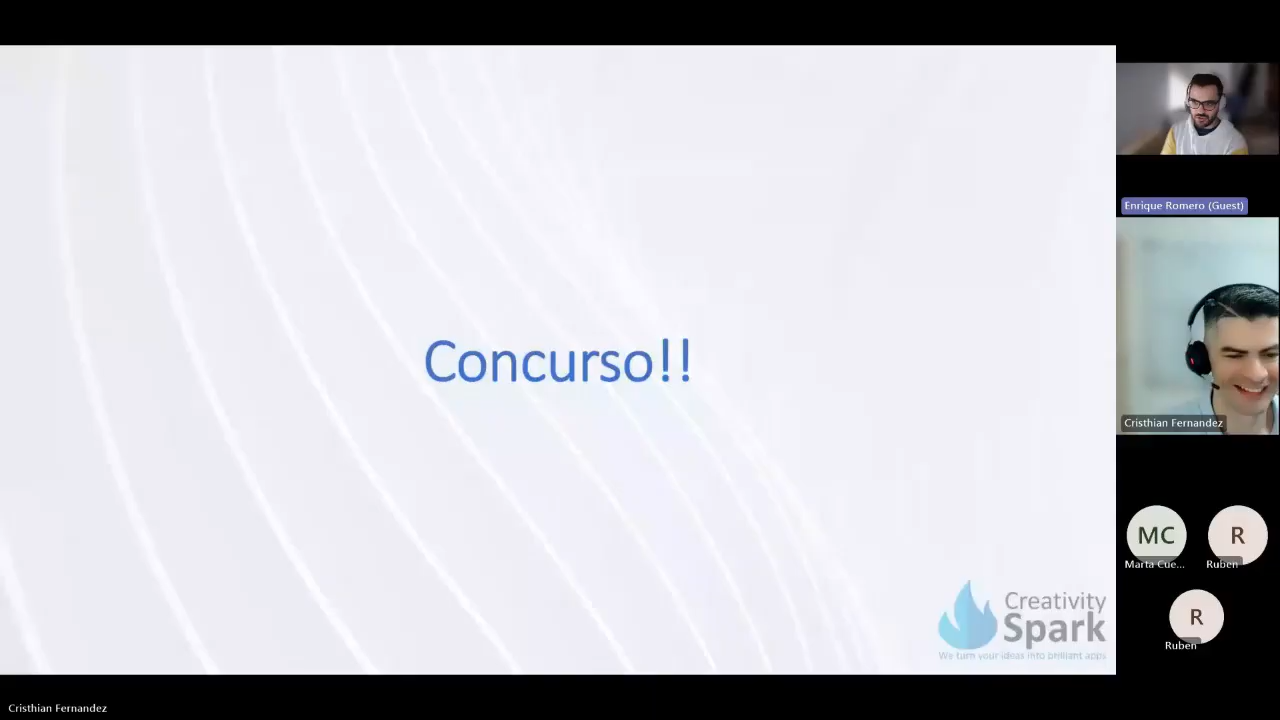 Concurso!!
Creativity
Spark
We turn your ideas into brilliant apps
Enrique Romero (Guest)
Cristhian Fernandez
MC
R
Marta Cue...
Ruben
R
Ruben
Cristhian Fernandez